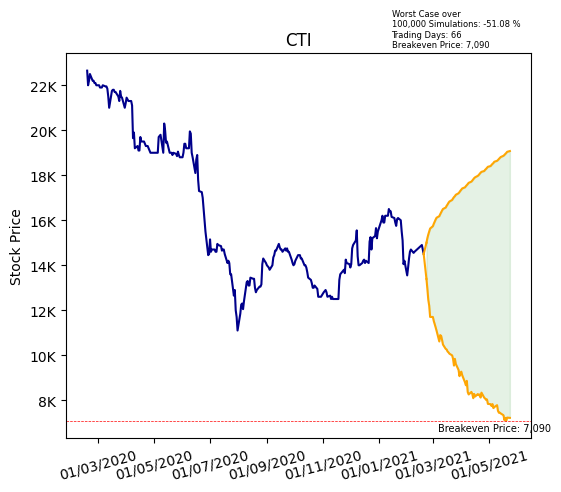 Worst Case over
100,000 Simulations: -51.08 %
Trading Days: 66
Breakeven Price: 7,090
CTI
Stock Price
22K
20K
18K
16K
14K
12K
10K
8K
Breakeven Price: 7,090
01/03/2020 01/05/2020 01/07/2020 01/09/2020 01/11/2020 01/01/2021 01/03/2021 01/05/2021